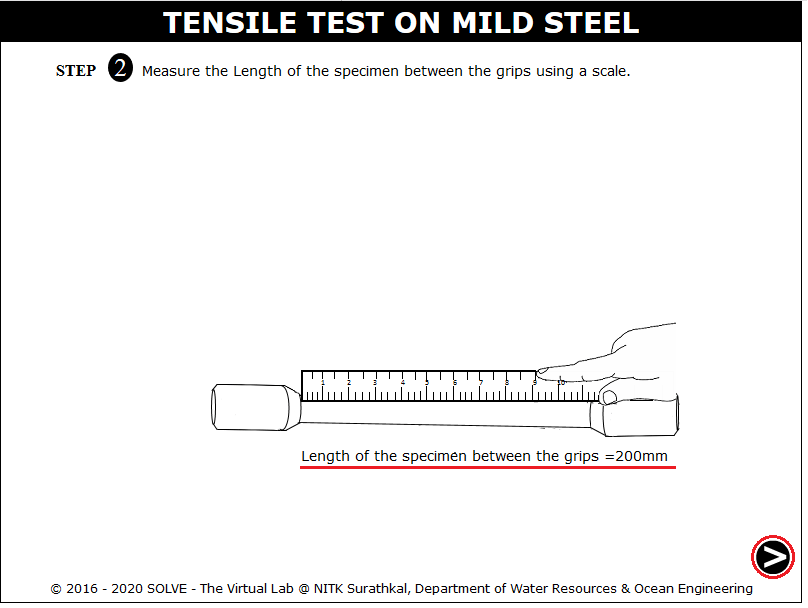 TENSILE TEST ON MILD STEEL
STEP 2 Measure the Length of the specimen between the grips using a scale.
1 2 3 4 5 6 7 8 9 10
Length of the specimen between the grips =200mm
>
© 2016 - 2020 SOLVE - The Virtual Lab @ NITK Surathkal, Department of Water Resources & Ocean Engineering